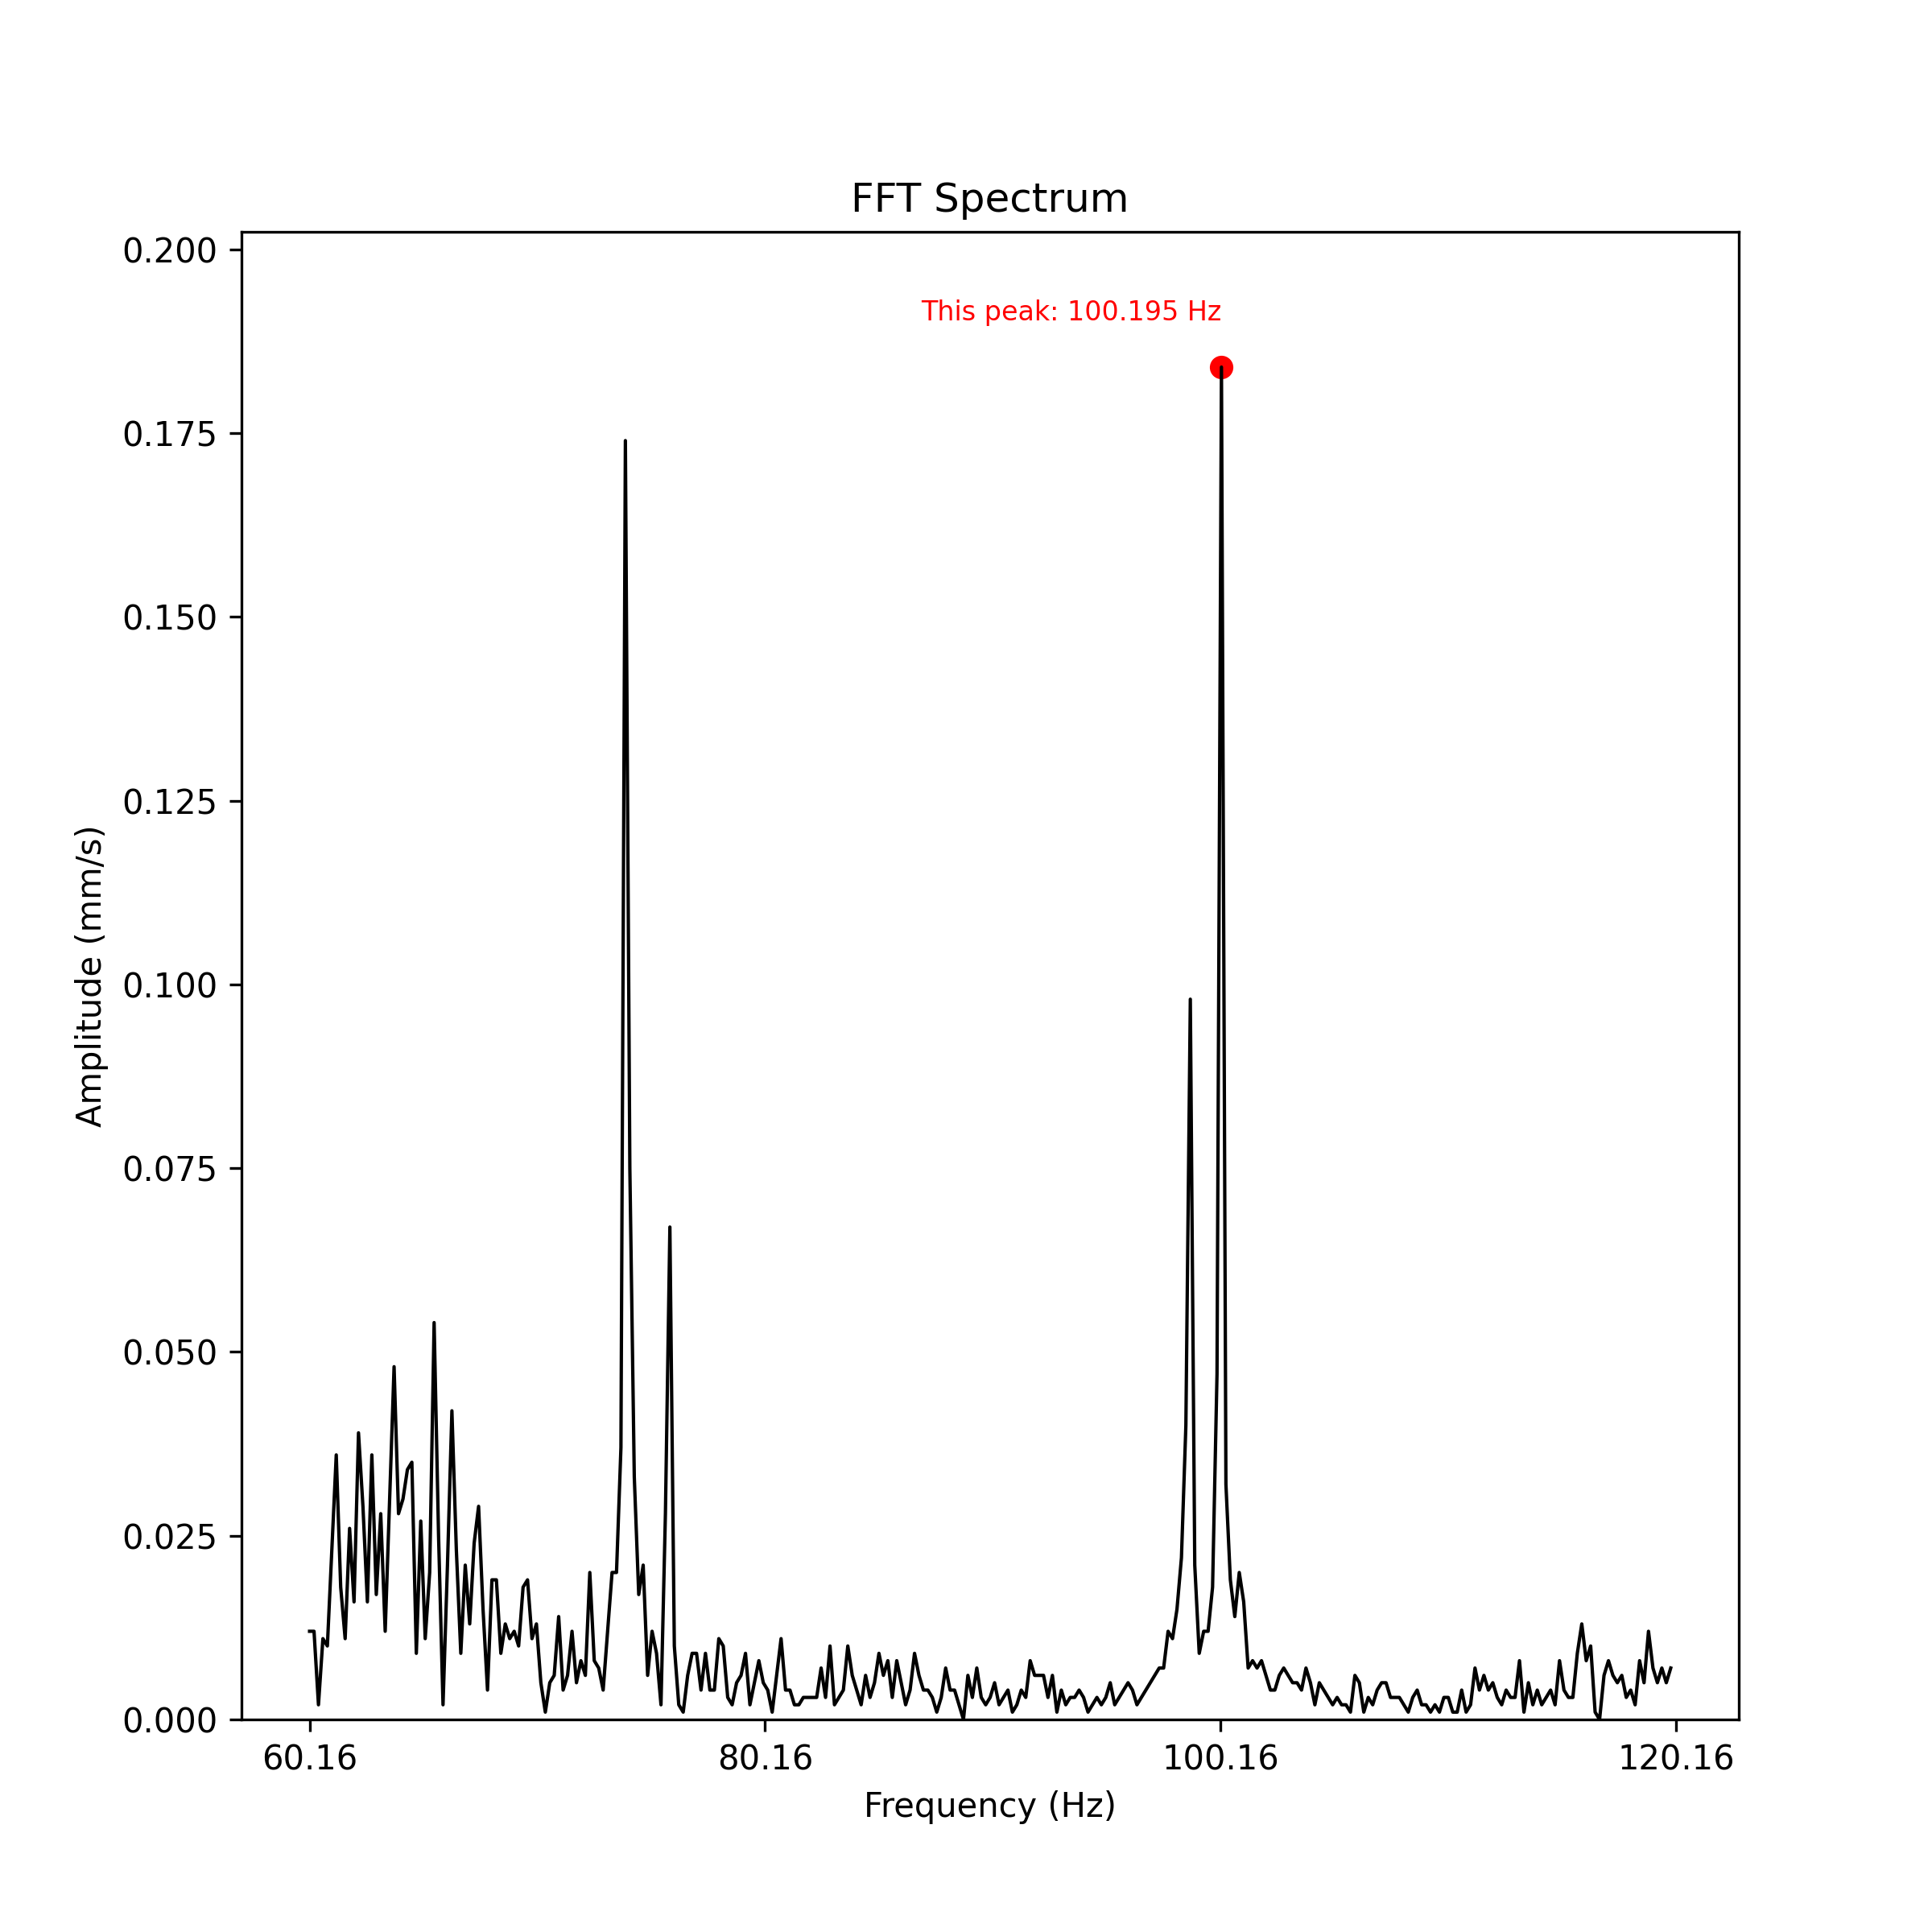 FFT Spectrum
0.200
This peak: 100.195 Hz
0.175
0.150
0.125
0.100
0.075
0.050
0.025
0.000
Amplitude (mm/s)
60.16 80.16 100.16 120.16
Frequency (Hz)